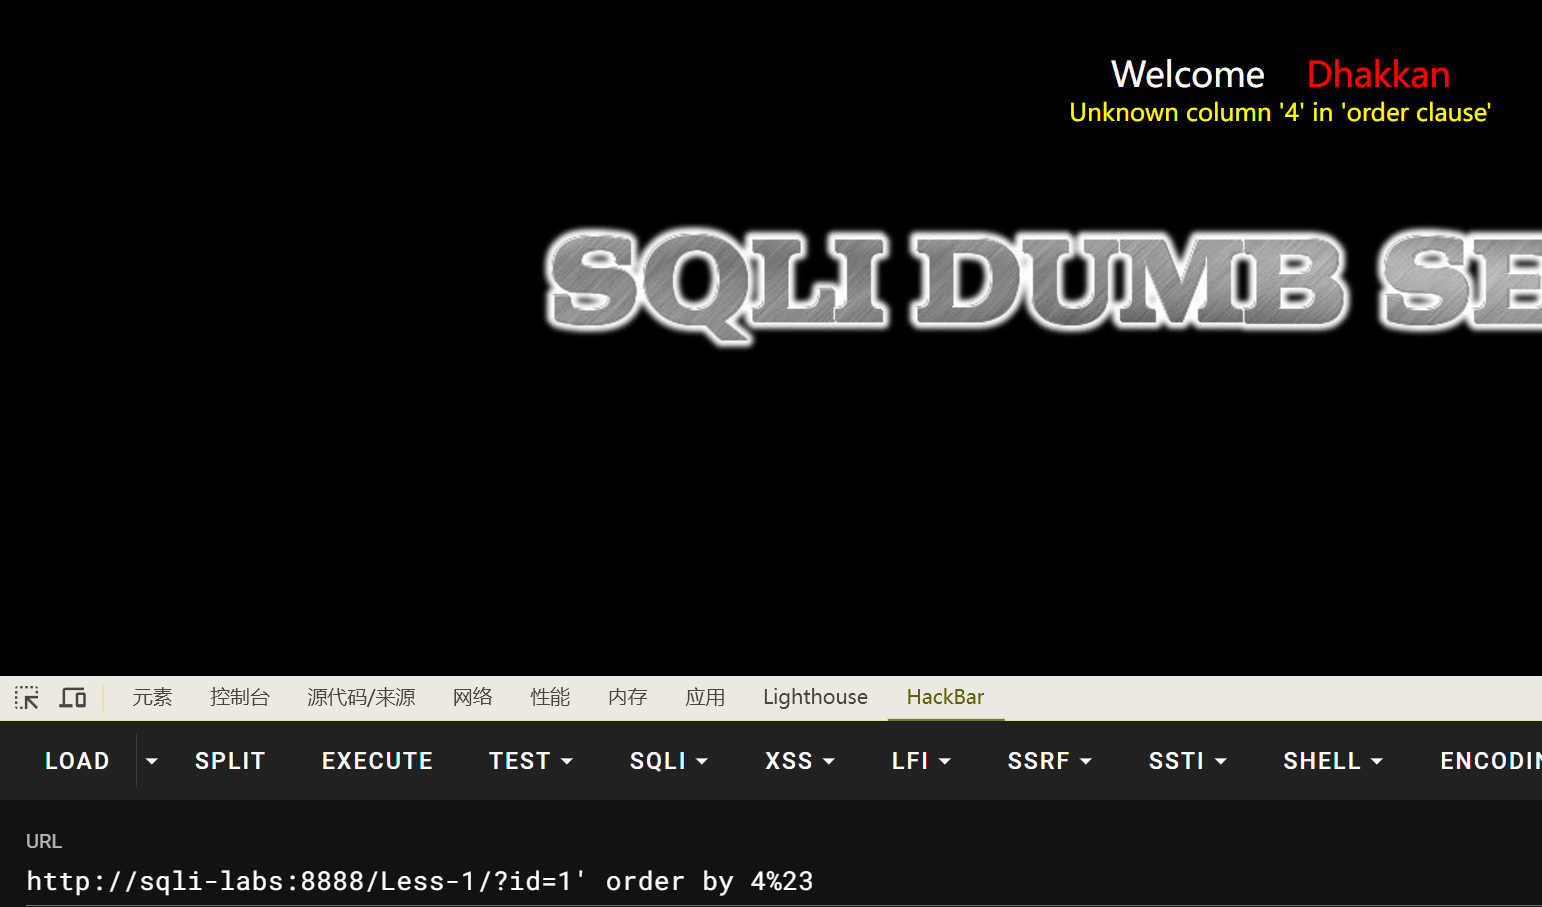 Welcome Dhakkan
Unknown column '4' in 'order clause'
SQLI DUMB SE
元素 控制台 源代码/来源 网络 性能 内存 应用 Lighthouse HackBar
LOAD SPLIT EXECUTE TEST SQLI XSS LFI SSRF SSTI SHELL ENCODIN
URL
http://sqli-labs:8888/Less-1/?id=1' order by 4%23